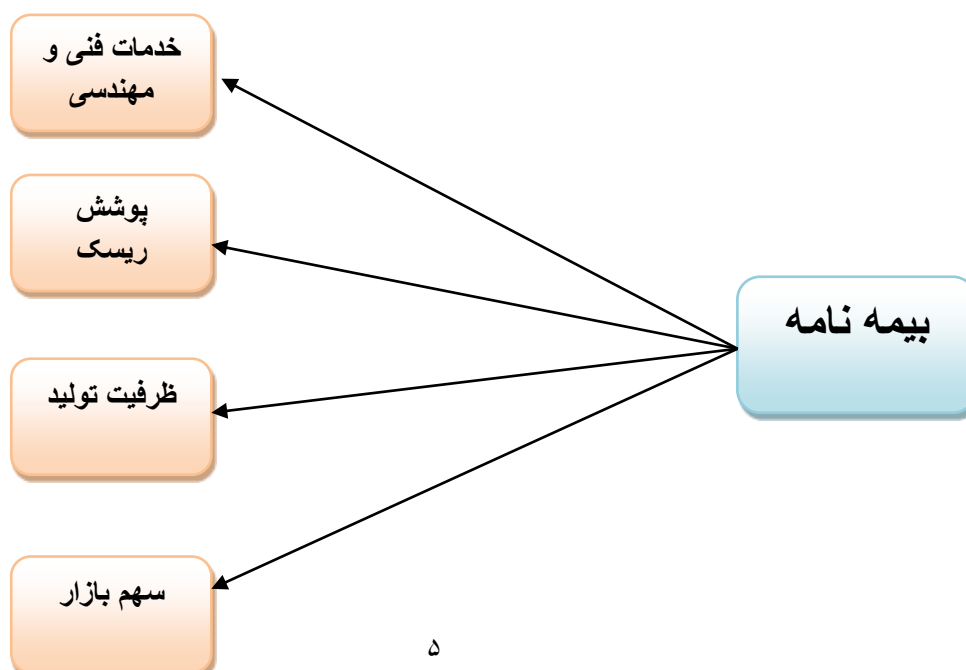 خدمات فنی و
مهندسی
پوشش
ریسک
بیمه نامه
ظرفیت تولید
سهم بازار
۵